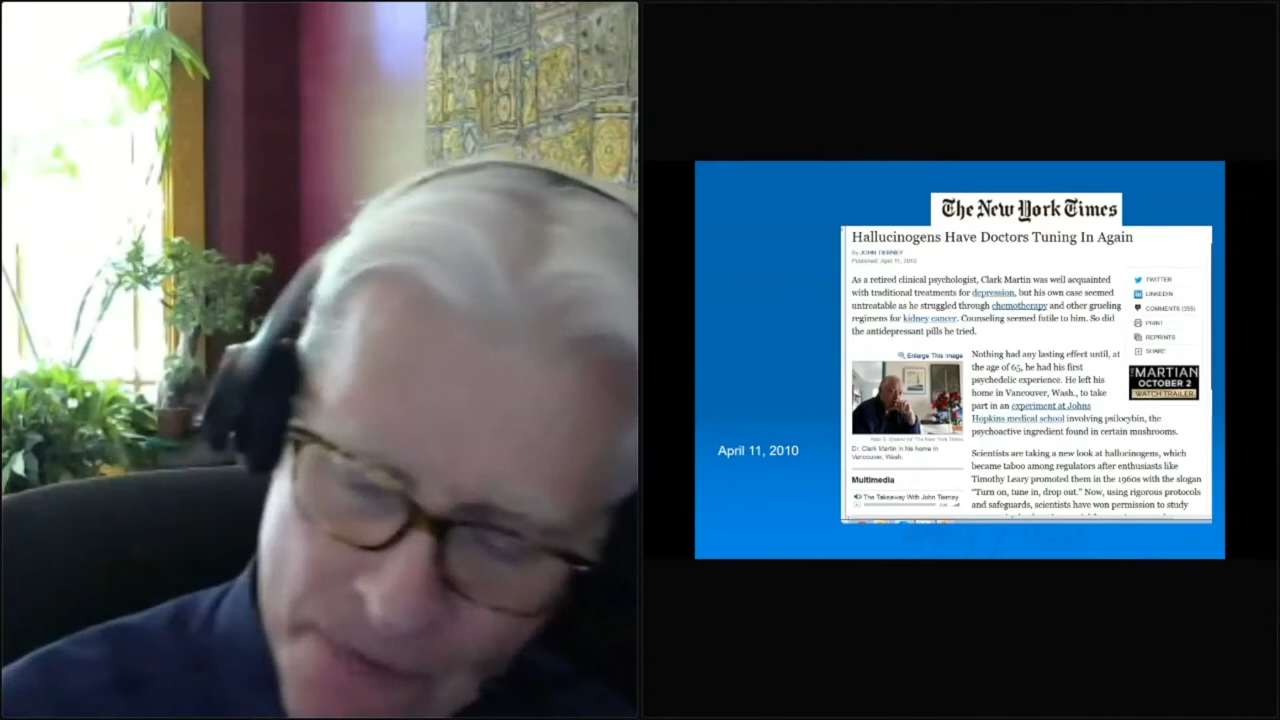 The New York Times
Hallucinogens Have Doctors Tuning In Again
By JOHN TIERNEY
Published: April 11, 2010
As a retired clinical psychologist, Clark Martin was well acquainted
with traditional treatments for depression, but his own case seemed
untreatable as he struggled through chemotherapy and other grueling
regimens for kidney cancer. Counseling seemed futile to him. So did
the antidepressant pills he tried.
TWITTER
LINKEDIN
COMMENTS (355)
PRINT
REPRINTS
SHARE
THE MARTIAN
OCTOBER 2
WATCH TRAILER
Enlarge This Image
Dr. Clark Martin in his home in
Vancouver, Wash.
Multimedia
The Takeaway With John Tierney
Nothing had any lasting effect until, at
the age of 65, he had his first
psychedelic experience. He left his
home in Vancouver, Wash., to take
part in an experiment at Johns
Hopkins medical school involving psilocybin, the
psychoactive ingredient found in certain mushrooms.
Scientists are taking a new look at hallucinogens, which
became taboo among regulators after enthusiasts like
Timothy Leary promoted them in the 1960s with the slogan
"Turn on, tune in, drop out." Now, using rigorous protocols
and safeguards, scientists have won permission to study
April 11, 2010